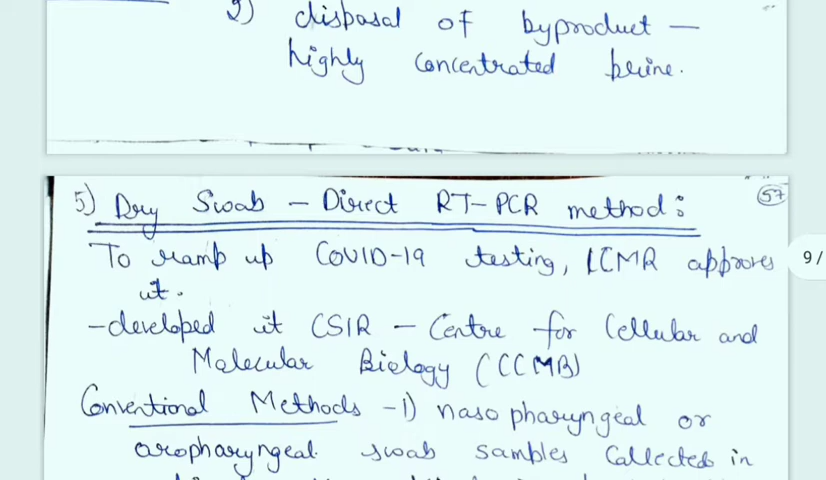 2) disposal of byproduct —
highly concentrated brine.
57
5) Dry Swab – Direct RT-PCR method:
To ramp up COVID-19 testing, ICMR approves
it.
9/
-developed it CSIR – Centre for Cellular and
Molecular Biology (CCMB)
Conventional Methods -i) naso pharyngeal or
oropharyngeal swab samples collected in